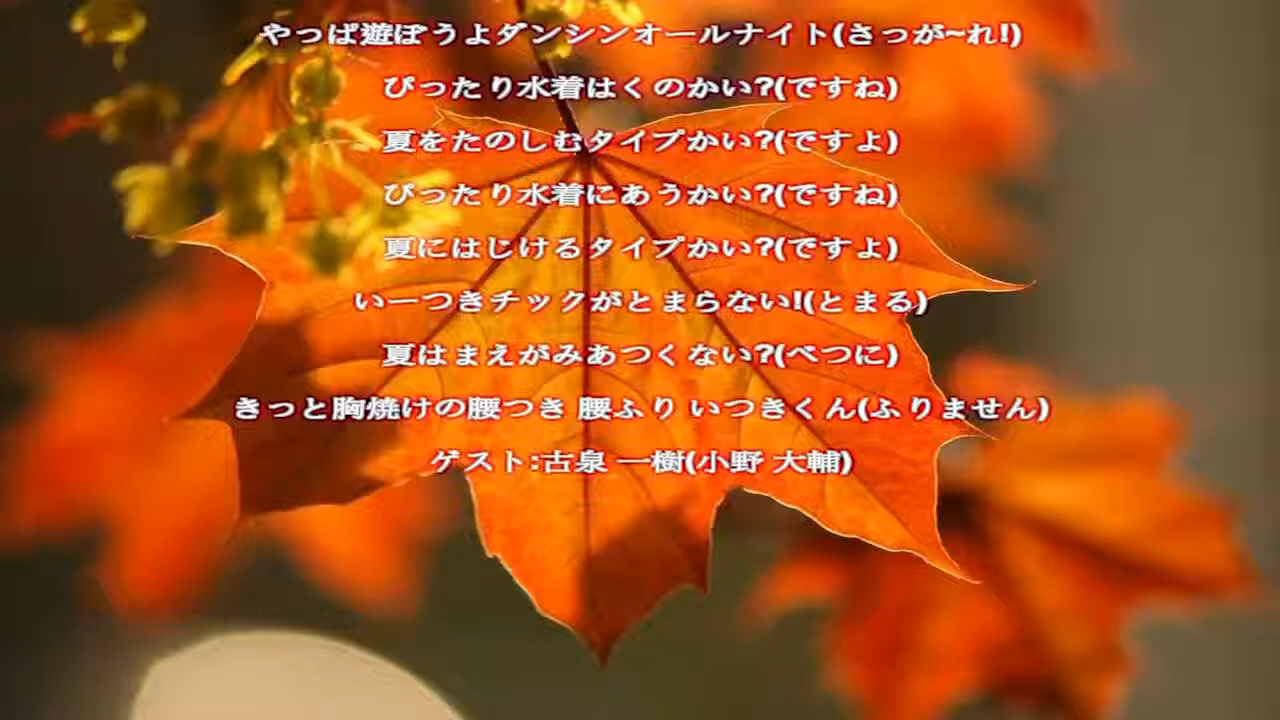 やっぱ遊ぼうよダンシンオールナイト(さっが~れ!)
ぴったり水着はくのかい?(ですね)
夏をたのしむタイプかい?(ですよ)
ぴったり水着にあうかい?(ですね)
夏にはじけるタイプかい?(ですよ)
いーつきチックがとまらない!(とまる)
夏はまえがみあつくない?(べつに)
きっと胸焼けの腰つき 腰ふり いつきくん(ふりません)
ゲスト:古泉 一樹(小野 大輔)